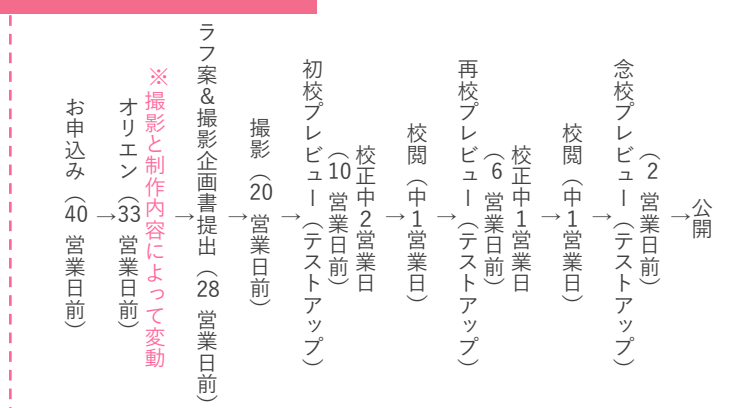 お申込み（40 営業日前）
→
オリエン（33 営業日前）
※撮影と制作内容によって変動
→
ラフ案＆撮影企画書提出（28 営業日前）
→
撮影（20 営業日前）
→
初校プレビュー（テストアップ）
（10 営業日前）
校正中2営業日
→
校閲（中1営業日）
→
再校プレビュー（テストアップ）
（6 営業日前）
校正中1営業日
→
校閲（中1営業日）
→
念校プレビュー（テストアップ）
（2 営業日前）
→
公開